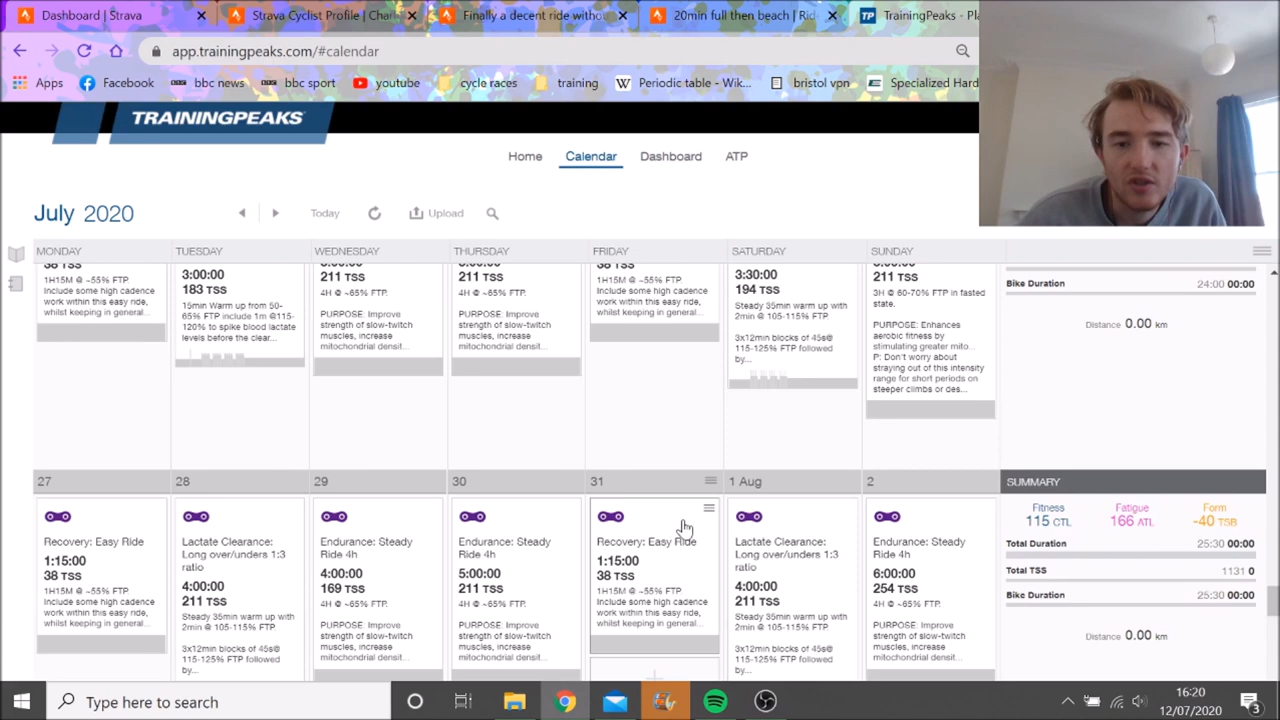 Dashboard | Strava
Strava Cyclist Profile | Chan
Finally a decent ride withou
20min full then beach | Rid
TrainingPeaks - Pla
app.trainingpeaks.com/#calendar
Apps
Facebook
bbc news
bbc sport
youtube
cycle races
training
Periodic table - Wik...
bristol vpn
Specialized Hard
TRAININGPEAKS
Home
Calendar
Dashboard
ATP
July 2020
Today
Upload
MONDAY
TUESDAY
WEDNESDAY
THURSDAY
FRIDAY
SATURDAY
SUNDAY
38 TSS
1H15M @ ~55% FTP.
Include some high cadence
work within this easy ride,
whilst keeping in general...
3:00:00
183 TSS
15min Warm up from 50-
65% FTP include 1m @115-
120% to spike blood lactate
levels before the clear...
211 TSS
4H @ ~65% FTP.
PURPOSE: Improve
strength of slow-twitch
muscles, increase
mitochondrial densit...
211 TSS
4H @ ~65% FTP.
PURPOSE: Improve
strength of slow-twitch
muscles, increase
mitochondrial densit...
38 TSS
1H15M @ ~55% FTP.
Include some high cadence
work within this easy ride,
whilst keeping in general...
3:30:00
194 TSS
Steady 35min warm up with
2min @ 105-115% FTP.
3x12min blocks of 45s@
115-125% FTP followed
by...
211 TSS
3H @ 60-70% FTP in fasted
state.
PURPOSE: Enhances
aerobic fitness by
stimulating greater mito...
P: Don't worry about
straying out of this intensity
range for short periods on
steeper climbs or des...
Bike Duration 24:00 00:00
Distance 0.00 km
27
28
29
30
31
1 Aug
2
SUMMARY
Recovery: Easy Ride
1:15:00
38 TSS
1H15M @ ~55% FTP.
Include some high cadence
work within this easy ride,
whilst keeping in general...
Lactate Clearance:
Long over/unders 1:3
ratio
4:00:00
211 TSS
Steady 35min warm up with
2min @ 105-115% FTP.
3x12min blocks of 45s@
115-125% FTP followed
by...
Endurance: Steady
Ride 4h
4:00:00
169 TSS
4H @ ~65% FTP.
PURPOSE: Improve
strength of slow-twitch
muscles, increase
mitochondrial densit...
Endurance: Steady
Ride 4h
5:00:00
211 TSS
4H @ ~65% FTP.
PURPOSE: Improve
strength of slow-twitch
muscles, increase
mitochondrial densit...
Recovery: Easy Ride
1:15:00
38 TSS
1H15M @ ~55% FTP.
Include some high cadence
work within this easy ride,
whilst keeping in general...
Lactate Clearance:
Long over/unders 1:3
ratio
4:00:00
211 TSS
Steady 35min warm up with
2min @ 105-115% FTP.
3x12min blocks of 45s@
115-125% FTP followed
by...
Endurance: Steady
Ride 4h
6:00:00
254 TSS
4H @ ~65% FTP.
PURPOSE: Improve
strength of slow-twitch
muscles, increase
mitochondrial densit...
Fitness Fatigue Form
115 CTL 166 ATL -40 TSB
Total Duration 25:30 00:00
Total TSS 1131 0
Bike Duration 25:30 00:00
Distance 0.00 km
Type here to search
16:20
12/07/2020
3